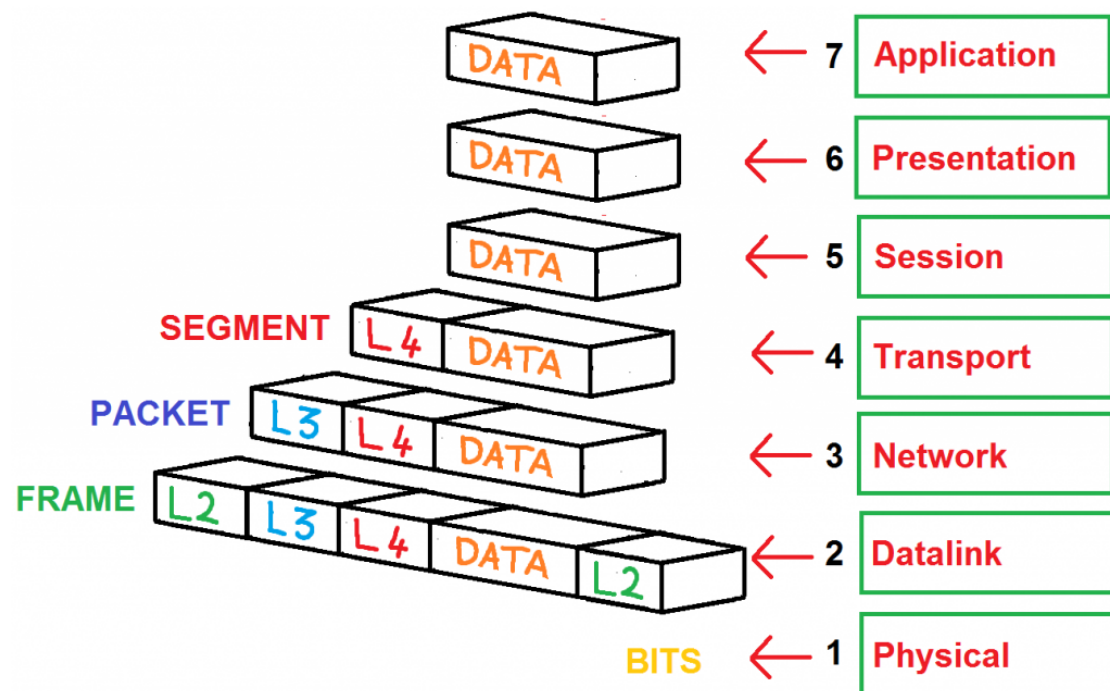 DATA 7 Application
DATA 6 Presentation
DATA 5 Session
SEGMENT L4 DATA 4 Transport
PACKET L3 L4 DATA 3 Network
FRAME L2 L3 L4 DATA L2 2 Datalink
BITS 1 Physical